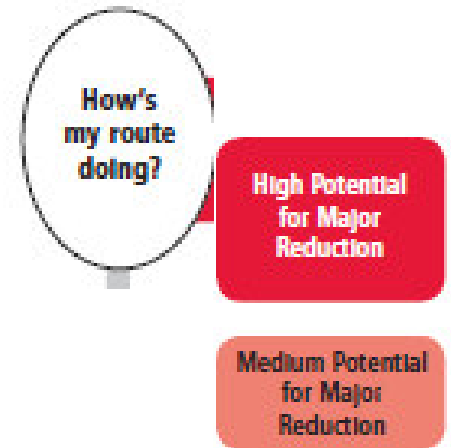 How's
my route
doing?
High Potential
for Major
Reduction
Medium Potential
for Major
Reduction